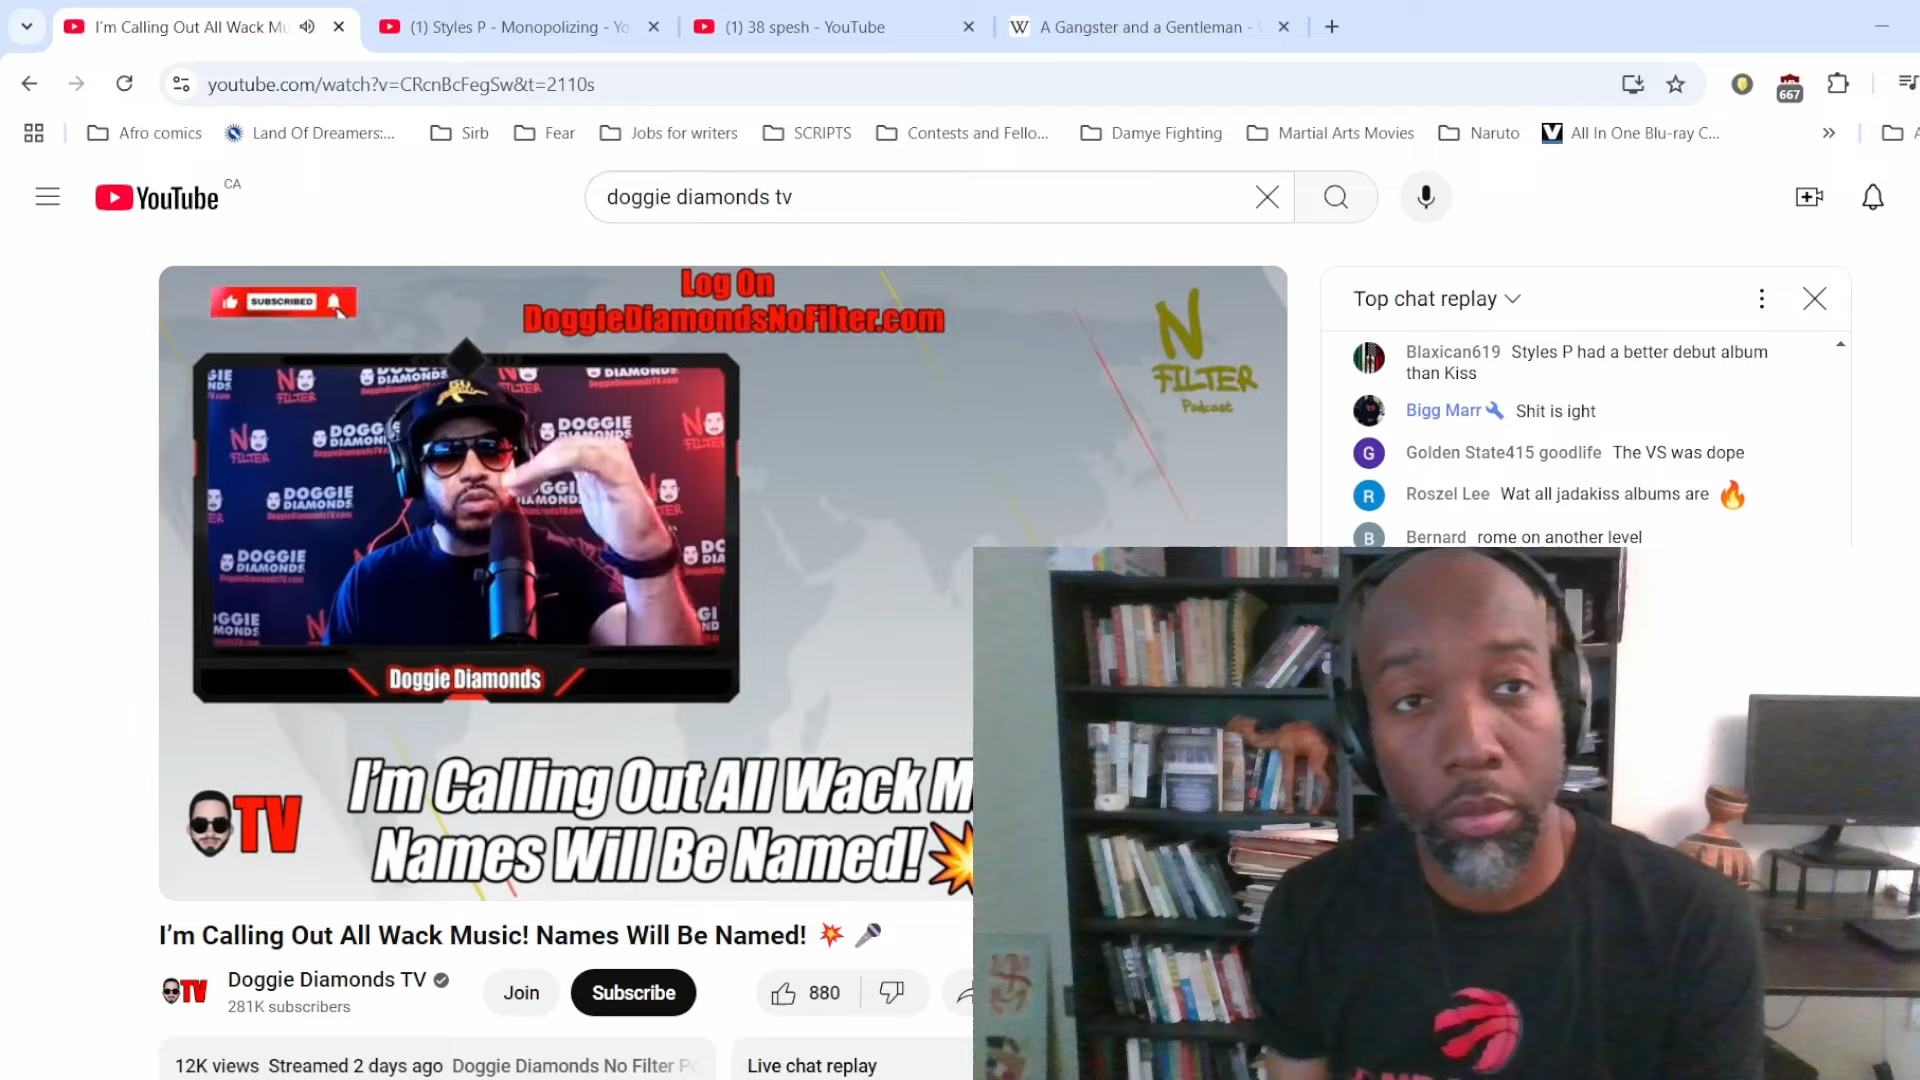 I'm Calling Out All Wack Mu
(1) Styles P - Monopolizing - Yo
(1) 38 spesh - YouTube
A Gangster and a Gentleman -
youtube.com/watch?v=CRcnBcFegSw&t=2110s
667
Afro comics
Land Of Dreamers:...
Sirb
Fear
Jobs for writers
SCRIPTS
Contests and Fello...
Damye Fighting
Martial Arts Movies
Naruto
All In One Blu-ray C...
YouTube
CA
doggie diamonds tv
SUBSCRIBED
Log On
DoggieDiamondsNoFilter.com
N
FILTER
Podcast
DOGGIE
DIAMONDS
Doggie Diamonds
TV
I'm Calling Out All Wack M
Names Will Be Named!
Top chat replay
Blaxican619 Styles P had a better debut album
than Kiss
Bigg Marr Shit is ight
G
Golden State415 goodlife The VS was dope
R
Roszel Lee Wat all jadakiss albums are
B
Bernard rome on another level
I'm Calling Out All Wack Music! Names Will Be Named!
TV
Doggie Diamonds TV
281K subscribers
Join
Subscribe
880
12K views Streamed 2 days ago Doggie Diamonds No Filter Po
Live chat replay